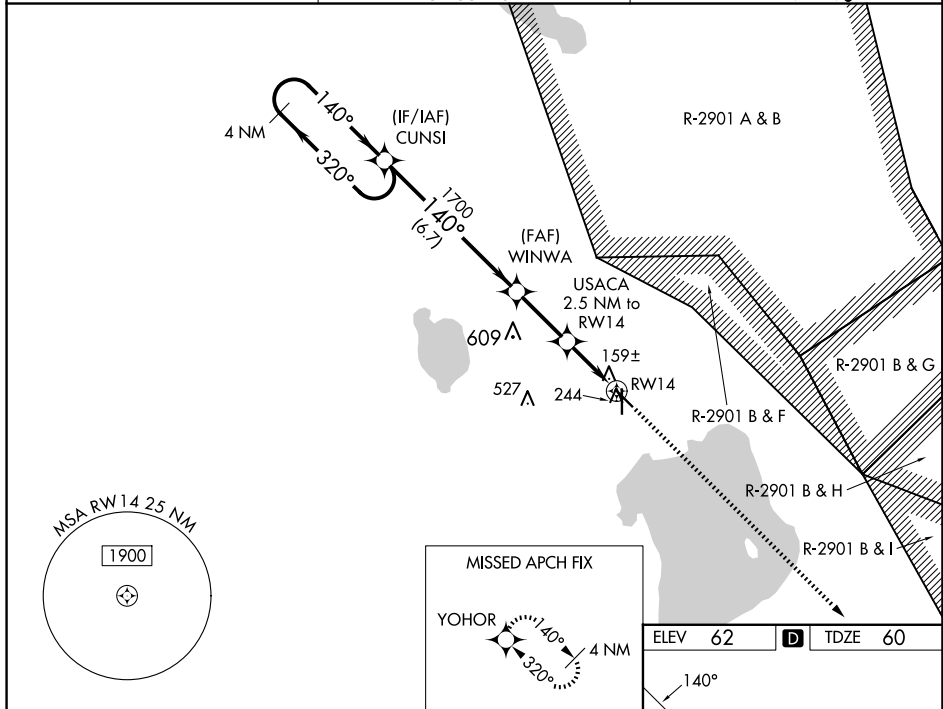 R-2901 A & B
140°
4 NM
320°
(IF/IAF)
CUNSI
1700
140°
(6.7)
(FAF)
WINWA
USACA
2.5 NM to
RW14
609
159±
RW14
527
244
R-2901 B & G
R-2901 B & F
R-2901 B & H
R-2901 B & I
MSA RW14 25 NM
1900
MISSED APCH FIX
YOHOR
140°
4 NM
320°
ELEV 62 D TDZE 60
140°